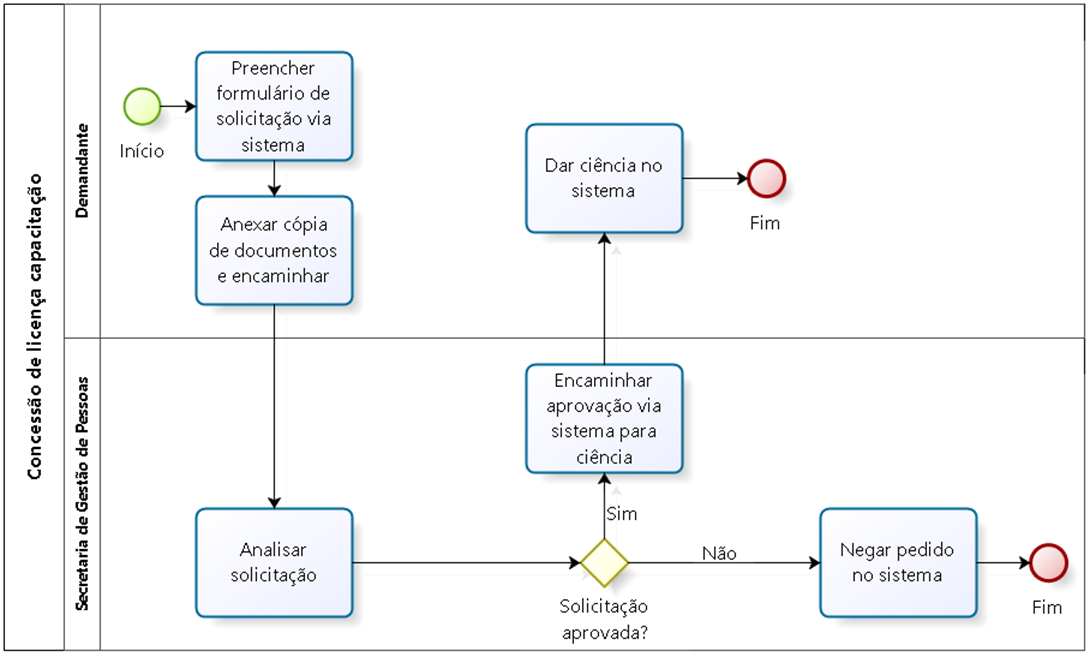 Concessão de licença capacitação
Demandante
Início
Preencher
formulário de
solicitação via
sistema
Anexar cópia
de documentos
e encaminhar
Dar ciência no
sistema
Fim
Secretaria de Gestão de Pessoas
Analisar
solicitação
Solicitação
aprovada?
Sim
Encaminhar
aprovação via
sistema para
ciência
Não
Negar pedido
no sistema
Fim